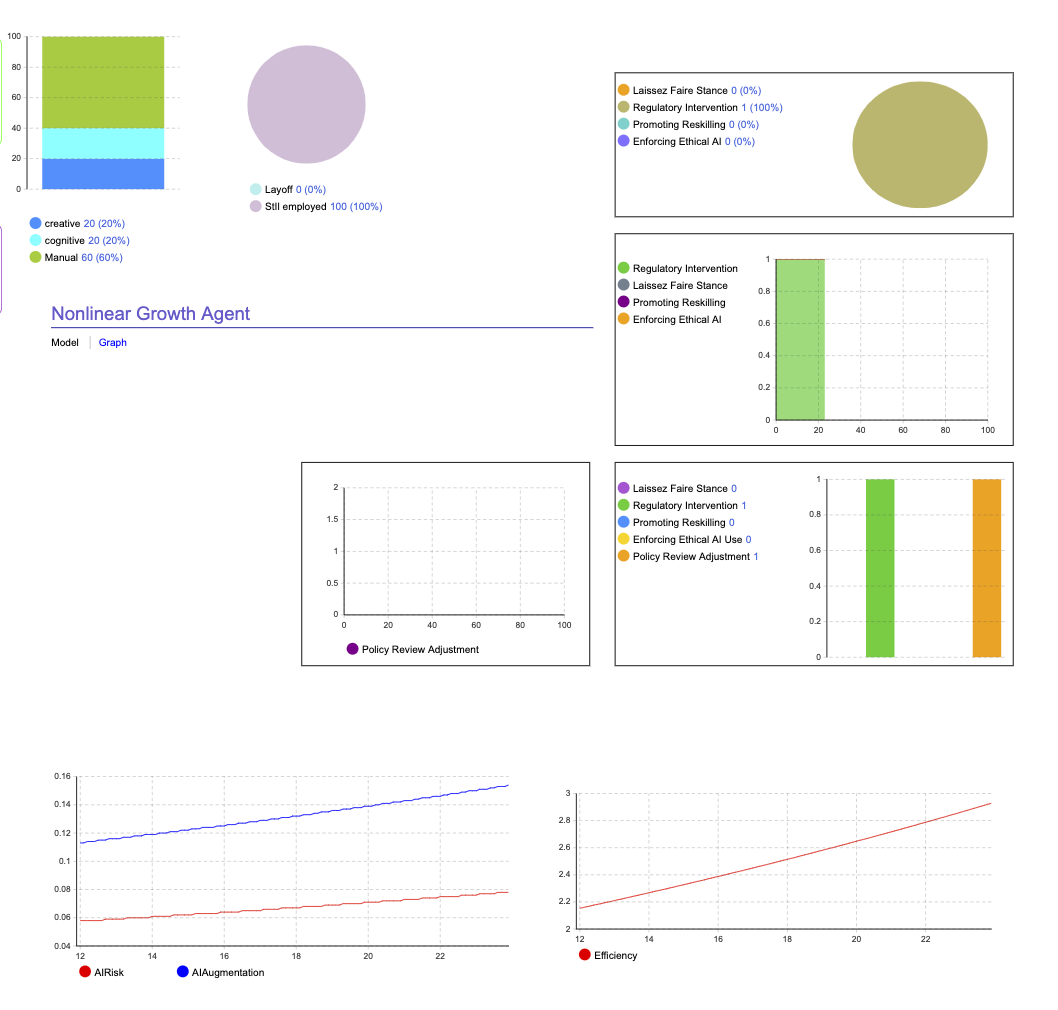 100
80
60
40
20
0
creative 20 (20%)
cognitive 20 (20%)
Manual 60 (60%)
Layoff 0 (0%)
Stll employed 100 (100%)
Laissez Faire Stance 0 (0%)
Regulatory Intervention 1 (100%)
Promoting Reskilling 0 (0%)
Enforcing Ethical AI 0 (0%)
Regulatory Intervention
Laissez Faire Stance
Promoting Reskilling
Enforcing Ethical AI
1
0.8
0.6
0.4
0.2
0
0 20 40 60 80 100
Nonlinear Growth Agent
Model Graph
2
1.5
1
0.5
0
0 20 40 60 80 100
Policy Review Adjustment
Laissez Faire Stance 0
Regulatory Intervention 1
Promoting Reskilling 0
Enforcing Ethical AI Use 0
Policy Review Adjustment 1
1
0.8
0.6
0.4
0.2
0
0.16
0.14
0.12
0.1
0.08
0.06
0.04
12 14 16 18 20 22
AIRisk AIAugmentation
3
2.8
2.6
2.4
2.2
2
12 14 16 18 20 22
Efficiency